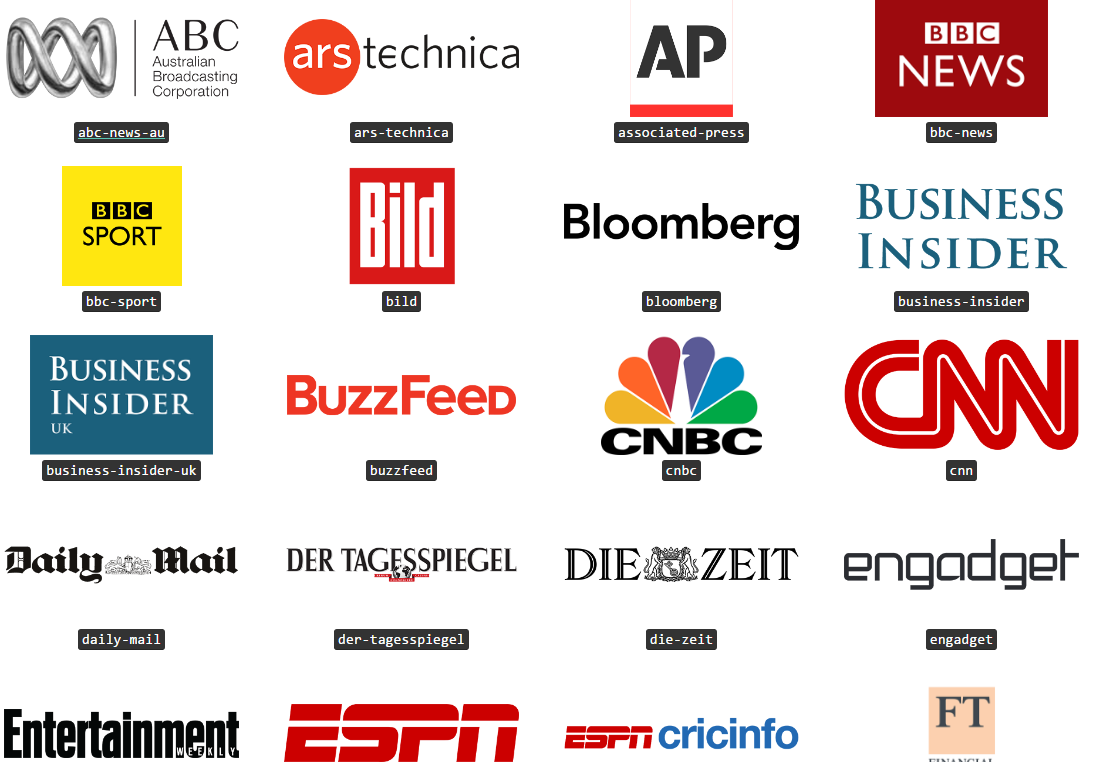 ABC
Australian
Broadcasting
Corporation
ars technica
AP
BBC
NEWS
abc-news-au
ars-technica
associated-press
bbc-news
BBC
SPORT
Bild
Bloomberg
BUSINESS
INSIDER
bbc-sport
bild
bloomberg
business-insider
BUSINESS
INSIDER
UK
BUZZFEED
CNBC
CNN
business-insider-uk
buzzfeed
cnbc
cnn
Daily Mail
DER TAGESSPIEGEL
DIE ZEIT
engadget
daily-mail
der-tagesspiegel
die-zeit
engadget
Entertainment
WEEKLY
ESPN
ESPN cricinfo
FT
FINANCIAL